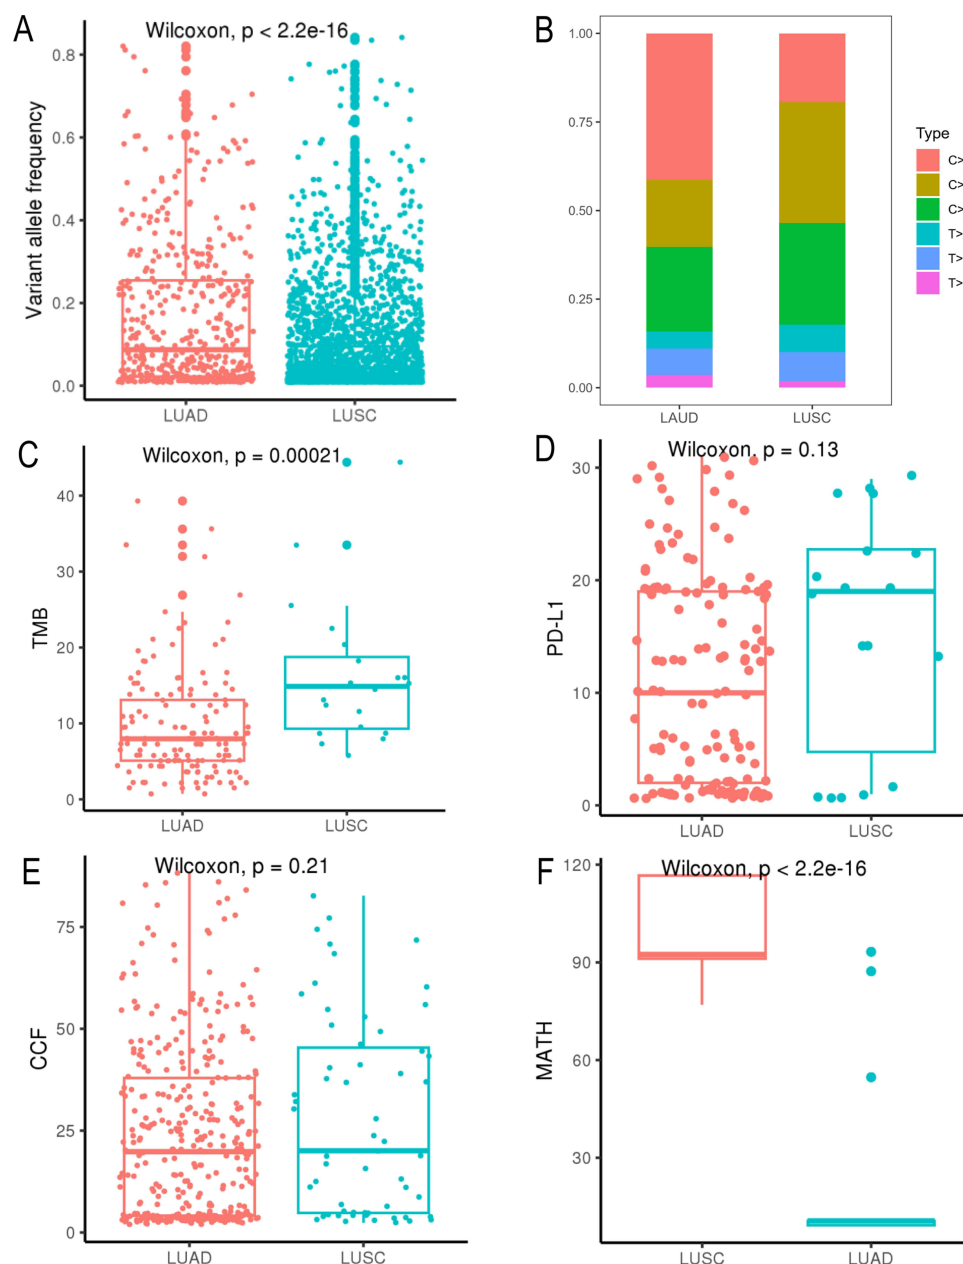 A
Wilcoxon, p < 2.2e-16
Variant allele frequency
0.8
0.6
0.4
0.2
0.0
LUAD
LUSC
B
1.00
0.75
0.50
0.25
0.00
LAUD
LUSC
Type
C>
C>
C>
T>
T>
T>
C
Wilcoxon, p = 0.00021
TMB
40
30
20
10
0
LUAD
LUSC
D
Wilcoxon, p = 0.13
PD-L1
30
20
10
0
LUAD
LUSC
E
Wilcoxon, p = 0.21
CCF
75
50
25
0
LUAD
LUSC
F
Wilcoxon, p < 2.2e-16
MATH
120
90
60
30
LUSC
LUAD